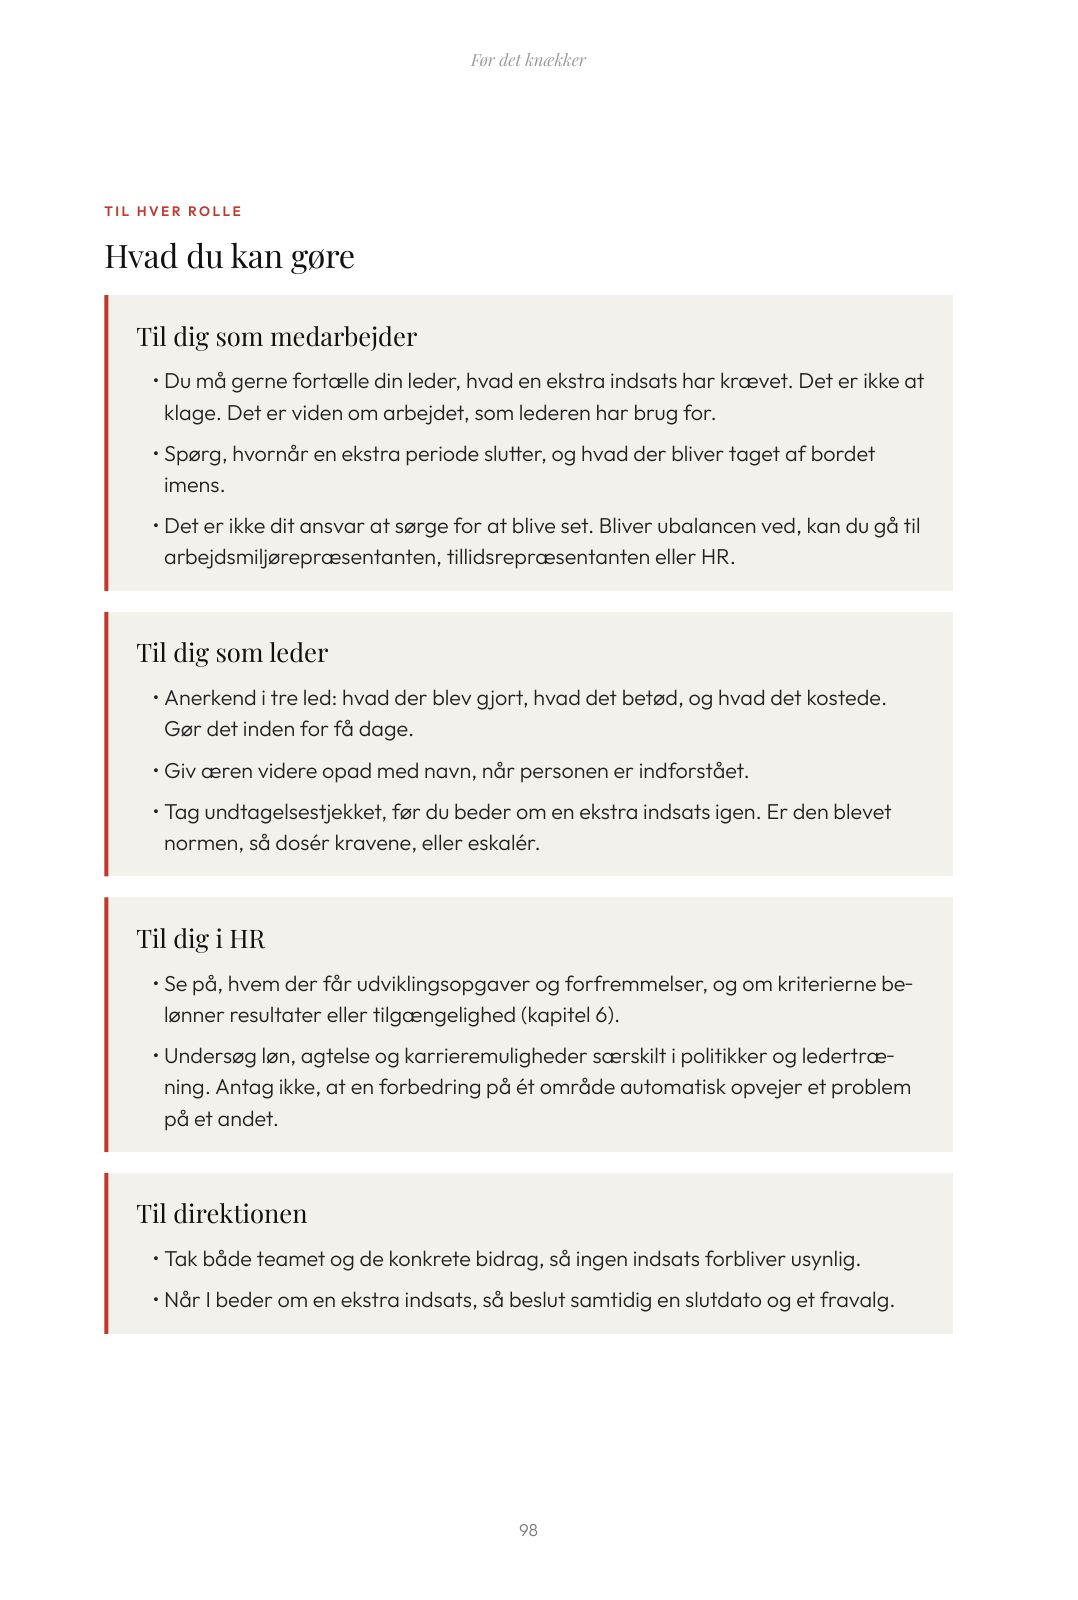 Før det knækker
TIL HVER ROLLE
Hvad du kan gøre
Til dig som medarbejder
• Du må gerne fortælle din leder, hvad en ekstra indsats har krævet. Det er ikke at
klage. Det er viden om arbejdet, som lederen har brug for.
• Spørg, hvornår en ekstra periode slutter, og hvad der bliver taget af bordet
imens.
• Det er ikke dit ansvar at sørge for at blive set. Bliver ubalancen ved, kan du gå til
arbejdsmiljørepræsentanten, tillidsrepræsentanten eller HR.
Til dig som leder
• Anerkend i tre led: hvad der blev gjort, hvad det betød, og hvad det kostede.
Gør det inden for få dage.
• Giv æren videre opad med navn, når personen er indforstået.
• Tag undtagelsestjekket, før du beder om en ekstra indsats igen. Er den blevet
normen, så dosér kravene, eller eskalér.
Til dig i HR
• Se på, hvem der får udviklingsopgaver og forfremmelser, og om kriterierne be-
lønner resultater eller tilgængelighed (kapitel 6).
• Undersøg løn, agtelse og karrieremuligheder særskilt i politikker og ledertræ-
ning. Antag ikke, at en forbedring på ét område automatisk opvejer et problem
på et andet.
Til direktionen
• Tak både teamet og de konkrete bidrag, så ingen indsats forbliver usynlig.
• Når I beder om en ekstra indsats, så beslut samtidig en slutdato og et fravalg.
98